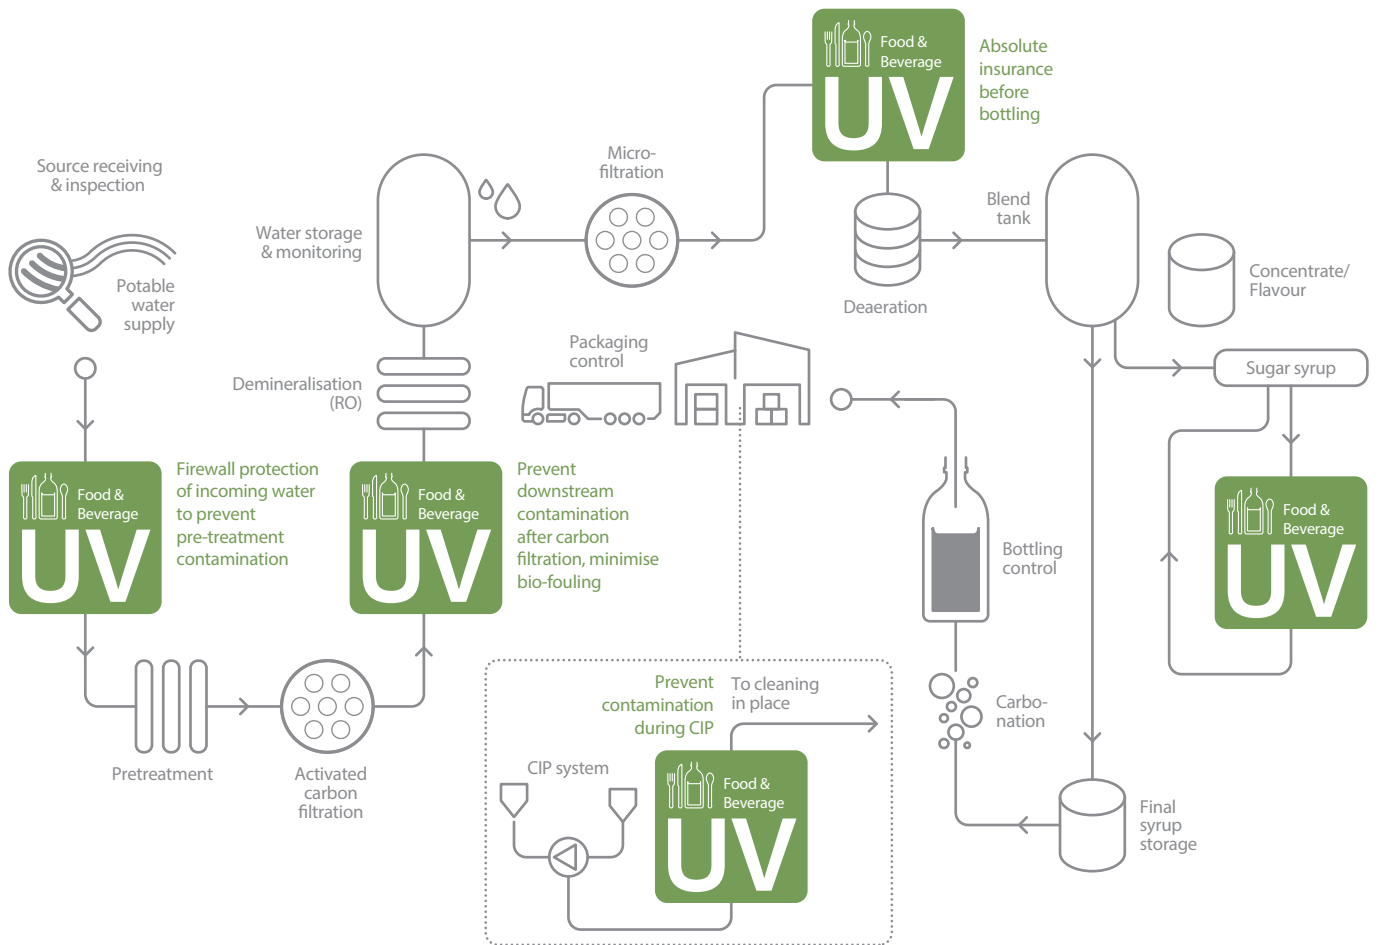 Food &
Beverage
UV
Absolute
insurance
before
bottling
Source receiving
& inspection
Potable
water
supply
Water storage
& monitoring
Micro-
filtration
Deaeration
Blend
tank
Concentrate/
Flavour
Sugar syrup
Demineralisation
(RO)
Packaging
control
Food &
Beverage
UV
Firewall protection
of incoming water
to prevent
pre-treatment
contamination
Food &
Beverage
UV
Prevent
downstream
contamination
after carbon
filtration, minimise
bio-fouling
Bottling
control
Food &
Beverage
UV
Pretreatment
Activated
carbon
filtration
Prevent
contamination
during CIP
To cleaning
in place
CIP system
Food &
Beverage
UV
Carbo-
nation
Final
syrup
storage